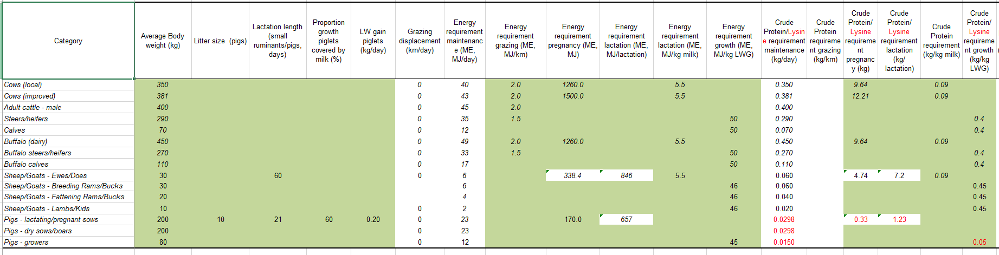 Category Average Body weight (kg) Litter size (pigs) Lactation length (small ruminants/pigs, days) Proportion growth piglets covered by milk (%) LW gain piglets (kg/day) Grazing displacement (km/day) Energy requirement maintenanc e (ME, MJ/day) Energy requirement grazing (ME, MJ/km) Energy requirement pregnancy (ME, MJ) Energy requirement lactation (ME, MJ/lactation) Energy requirement lactation (ME, MJ/kg milk) Energy requirement growth (ME, MJ/kg LWG) Crude Protein/Lysin e requirement maintenance (kg/day) Crude Protein requireme nt grazing (kg/km) Crude Protein/ Lysine requireme nt pregnanc y (kg) Crude Protein/ Lysine requirement lactation (kg/ lactation) Crude Protein requirement (kg/kg milk) Crude Protein/ Lysine requireme nt growth (kg/kg LWG)
Cows (local) 350 0 40 2.0 1260.0 5.5 0.350 9.64 0.09
Cows (improved) 381 0 43 2.0 1500.0 5.5 0.381 12.21 0.09
Adult cattle - male 400 0 45 2.0 0.400
Steers/heifers 290 0 35 1.5 50 0.290 0.4
Calves 70 0 12 50 0.070 0.4
Buffalo (dairy) 450 0 49 2.0 1260.0 5.5 0.450 9.64 0.09
Buffalo steers/heifers 270 0 33 1.5 50 0.270 0.4
Buffalo calves 110 0 17 50 0.110 0.4
Sheep/Goats - Ewes/Does 30 60 0 6 338.4 846 5.5 0.060 4.74 7.2 0.09
Sheep/Goats - Breeding Rams/Bucks 30 6 46 0.060 0.45
Sheep/Goats - Fattening Rams/Bucks 20 4 46 0.040 0.45
Sheep/Goats - Lambs/Kids 10 0 2 46 0.020 0.45
Pigs - lactating/pregnant sows 200 10 21 60 0.20 0 23 170.0 657 0.0298 0.33 1.23
Pigs - dry sows/boars 200 0 23 0.0298
Pigs - growers 80 0 12 45 0.0150 0.05